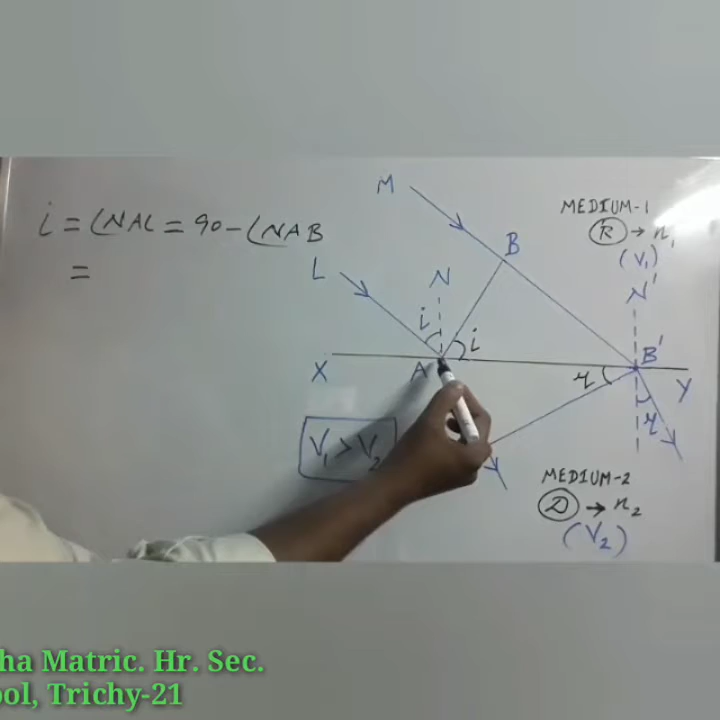 i = ∠NAL = 90 - ∠NAB
=
M
B
L
N
i
i
X
A
MEDIUM-1
(R) → n₁
(V₁)
N'
B'
r
r
Y
V₁ > V₂
MEDIUM-2
(D) → n₂
(V₂)
ha Matric. Hr. Sec.
ool, Trichy-21